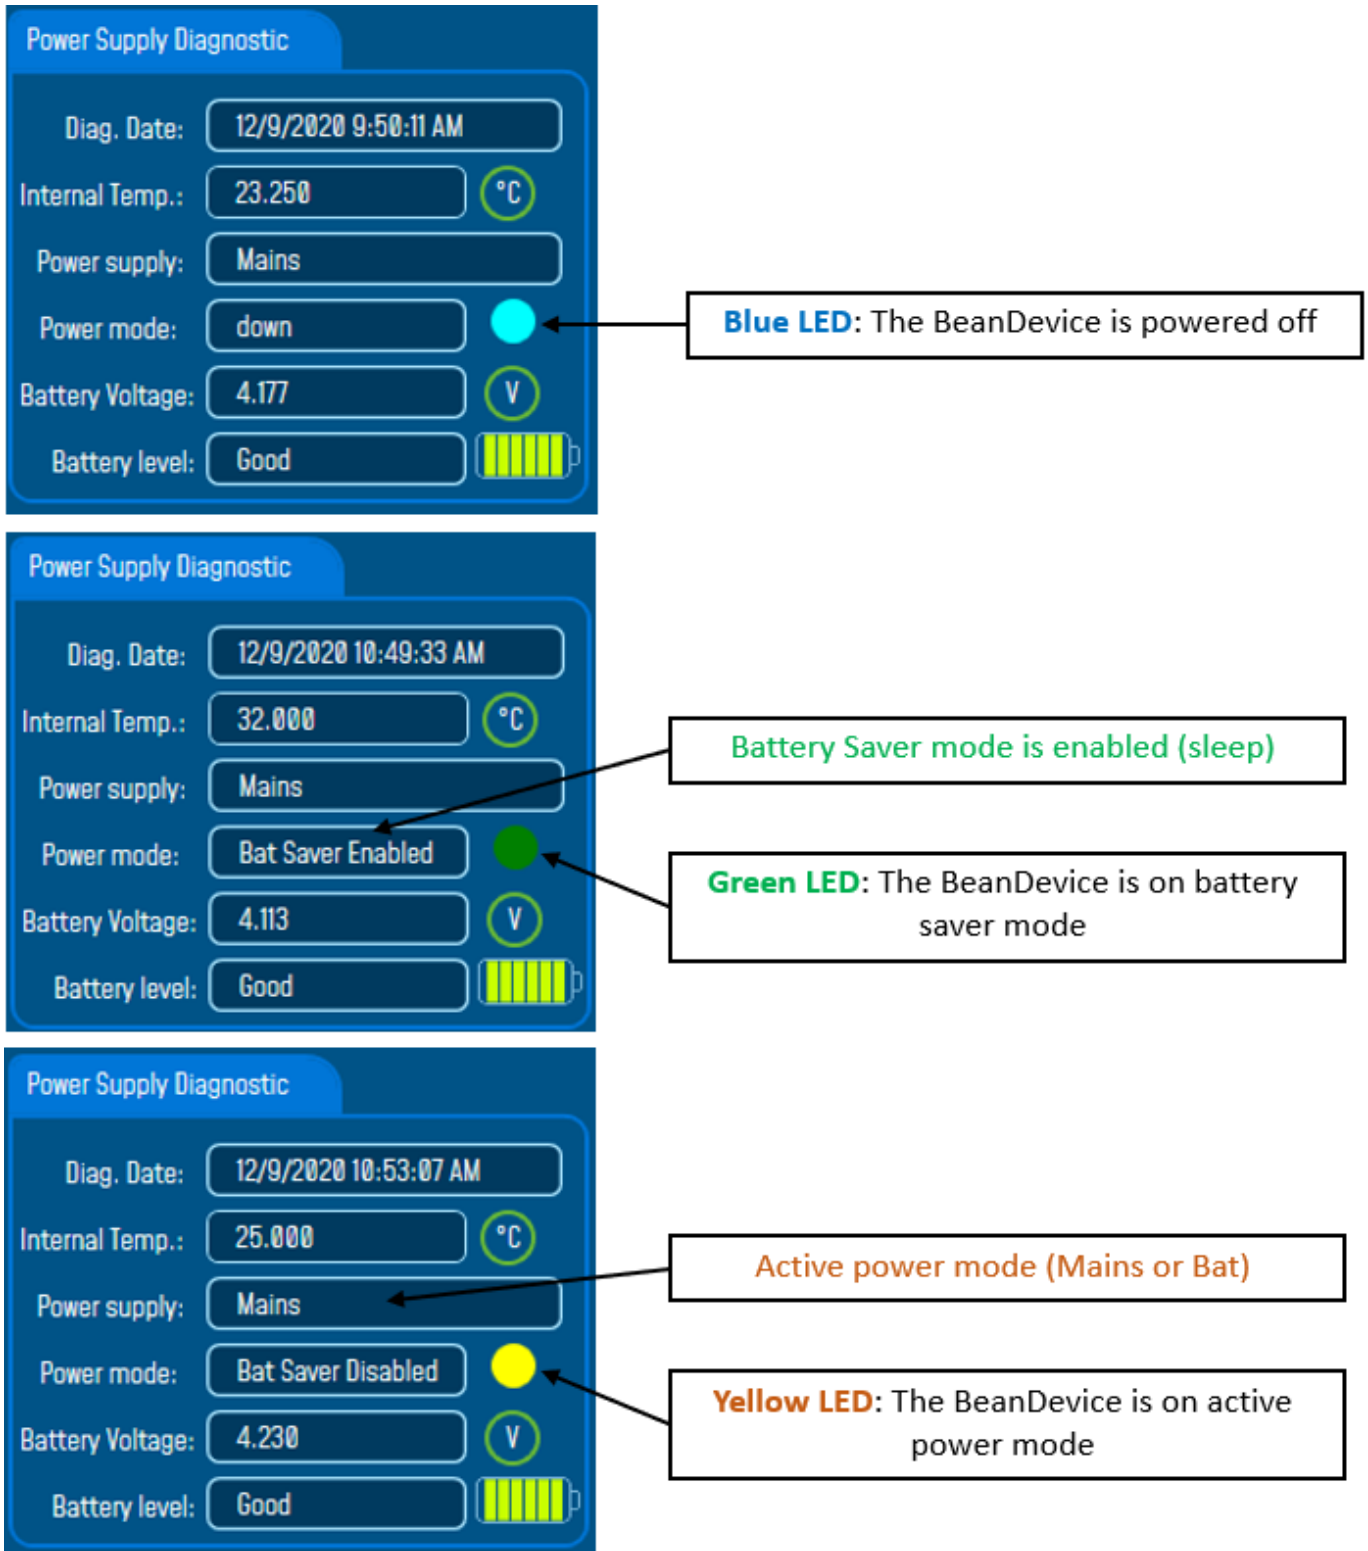 Power Supply Diagnostic
Diag. Date: 12/9/2020 9:50:11 AM
Internal Temp.: 23.250 °C
Power supply: Mains
Power mode: down
Blue LED: The BeanDevice is powered off
Battery Voltage: 4.177 V
Battery level: Good
Power Supply Diagnostic
Diag. Date: 12/9/2020 10:49:33 AM
Internal Temp.: 32.000 °C
Battery Saver mode is enabled (sleep)
Power supply: Mains
Power mode: Bat Saver Enabled
Green LED: The BeanDevice is on battery
saver mode
Battery Voltage: 4.113 V
Battery level: Good
Power Supply Diagnostic
Diag. Date: 12/9/2020 10:53:07 AM
Internal Temp.: 25.000 °C
Active power mode (Mains or Bat)
Power supply: Mains
Power mode: Bat Saver Disabled
Yellow LED: The BeanDevice is on active
power mode
Battery Voltage: 4.230 V
Battery level: Good